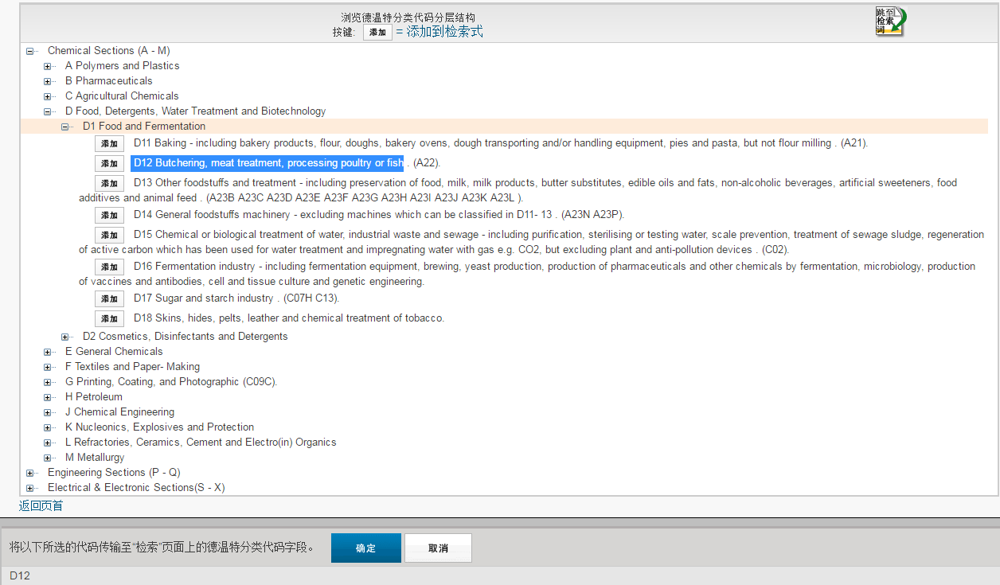 浏览德温特分类代码分层结构
跳至检索词
按键: 添加 = 添加到检索式
Chemical Sections (A - M)
A Polymers and Plastics
B Pharmaceuticals
C Agricultural Chemicals
D Food, Detergents, Water Treatment and Biotechnology
D1 Food and Fermentation
添加 D11 Baking - including bakery products, flour, doughs, bakery ovens, dough transporting and/or handling equipment, pies and pasta, but not flour milling . (A21).
添加 D12 Butchering, meat treatment, processing poultry or fish . (A22).
添加 D13 Other foodstuffs and treatment - including preservation of food, milk, milk products, butter substitutes, edible oils and fats, non-alcoholic beverages, artificial sweeteners, food
additives and animal feed . (A23B A23C A23D A23E A23F A23G A23H A23I A23J A23K A23L ).
添加 D14 General foodstuffs machinery - excluding machines which can be classified in D11- 13 . (A23N A23P).
添加 D15 Chemical or biological treatment of water, industrial waste and sewage - including purification, sterilising or testing water, scale prevention, treatment of sewage sludge, regeneration
of active carbon which has been used for water treatment and impregnating water with gas e.g. CO2, but excluding plant and anti-pollution devices . (C02).
添加 D16 Fermentation industry - including fermentation equipment, brewing, yeast production, production of pharmaceuticals and other chemicals by fermentation, microbiology, production
of vaccines and antibodies, cell and tissue culture and genetic engineering.
添加 D17 Sugar and starch industry . (C07H C13).
添加 D18 Skins, hides, pelts, leather and chemical treatment of tobacco.
D2 Cosmetics, Disinfectants and Detergents
E General Chemicals
F Textiles and Paper- Making
G Printing, Coating, and Photographic (C09C).
H Petroleum
J Chemical Engineering
K Nucleonics, Explosives and Protection
L Refractories, Ceramics, Cement and Electro(in) Organics
M Metallurgy
Engineering Sections (P - Q)
Electrical & Electronic Sections(S - X)
返回页首
将以下所选的代码传输至"检索"页面上的德温特分类代码字段。 确定 取消
D12